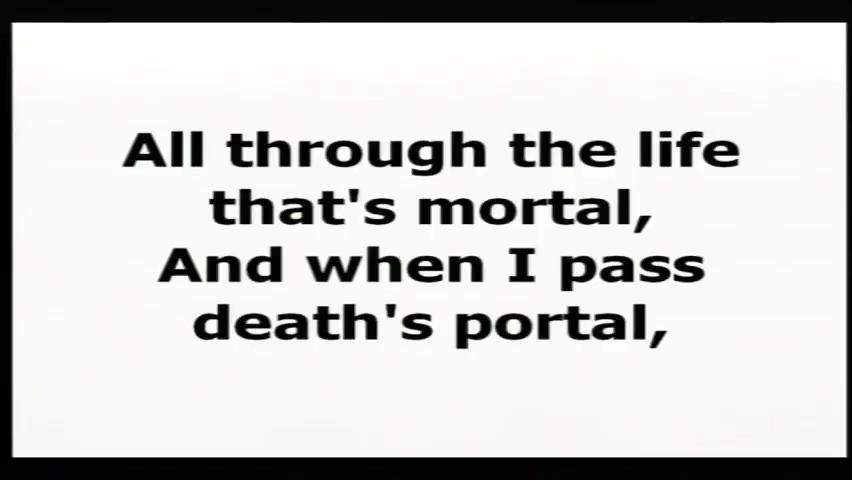 All through the life
that's mortal,
And when I pass
death's portal,